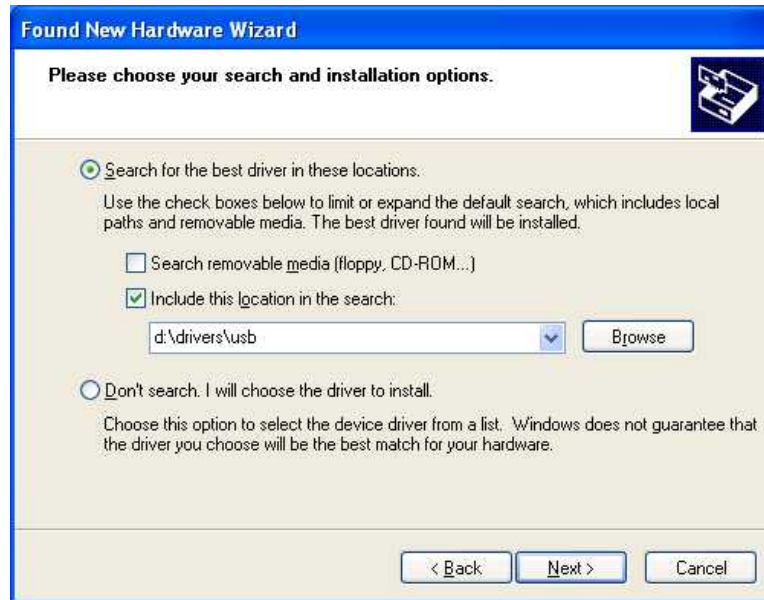 Found New Hardware Wizard
Please choose your search and installation options.
Search for the best driver in these locations.
Use the check boxes below to limit or expand the default search, which includes local
paths and removable media. The best driver found will be installed.
Search removable media (floppy, CD-ROM...)
Include this location in the search:
d:\drivers\usb
Browse
Don't search. I will choose the driver to install.
Choose this option to select the device driver from a list. Windows does not guarantee that
the driver you choose will be the best match for your hardware.
< Back
Next >
Cancel